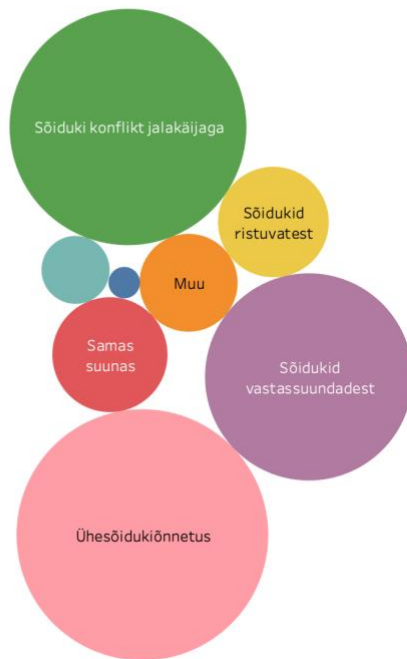 Sõiduki konflikt jalakäijaga
Sõidukid
ristuvatest
Muu
Samas
suunas
Sõidukid
vastassuundadest
Ühesõidukiõnnetus